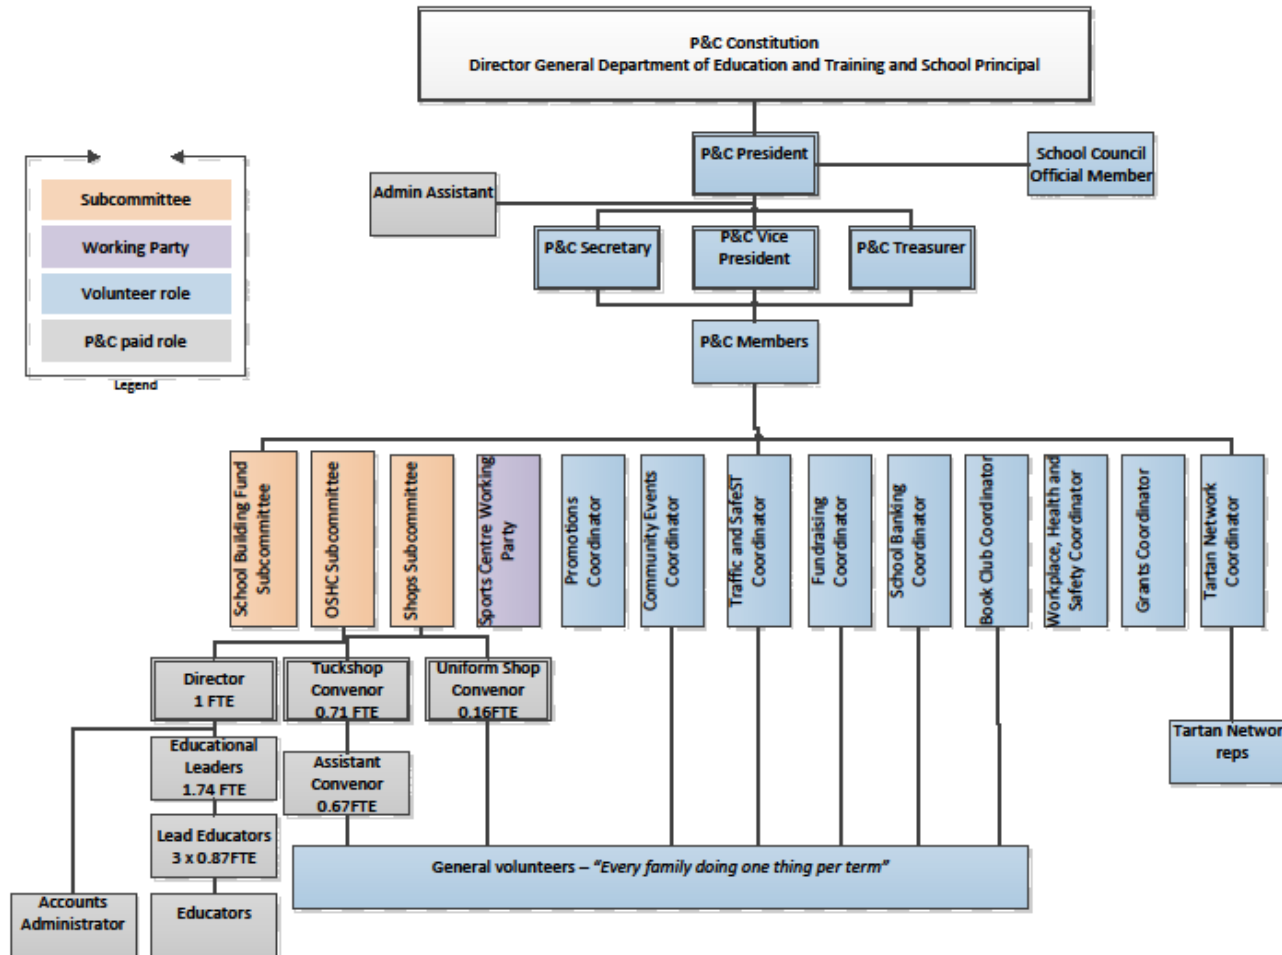 P&C Constitution
Director General Department of Education and Training and School Principal
P&C President
School Council
Official Member
Admin Assistant
Subcommittee
Working Party
Volunteer role
P&C paid role
Legend
P&C Secretary
P&C Vice
President
P&C Treasurer
P&C Members
School Building Fund
Subcommittee
OSHC Subcommittee
Shops Subcommittee
Sports Centre Working
Party
Promotions
Coordinator
Community Events
Coordinator
Traffic and SafeST
Coordinator
Fundraising
Coordinator
School Banking
Coordinator
Book Club Coordinator
Workplace, Health and
Safety Coordinator
Grants Coordinator
Tartan Network
Coordinator
Director
1 FTE
Tuckshop
Convenor
0.71 FTE
Uniform Shop
Convenor
0.16FTE
Educational
Leaders
1.74 FTE
Assistant
Convenor
0.67FTE
Tartan Network
reps
Lead Educators
3 x 0.87FTE
General volunteers – “Every family doing one thing per term”
Accounts
Administrator
Educators